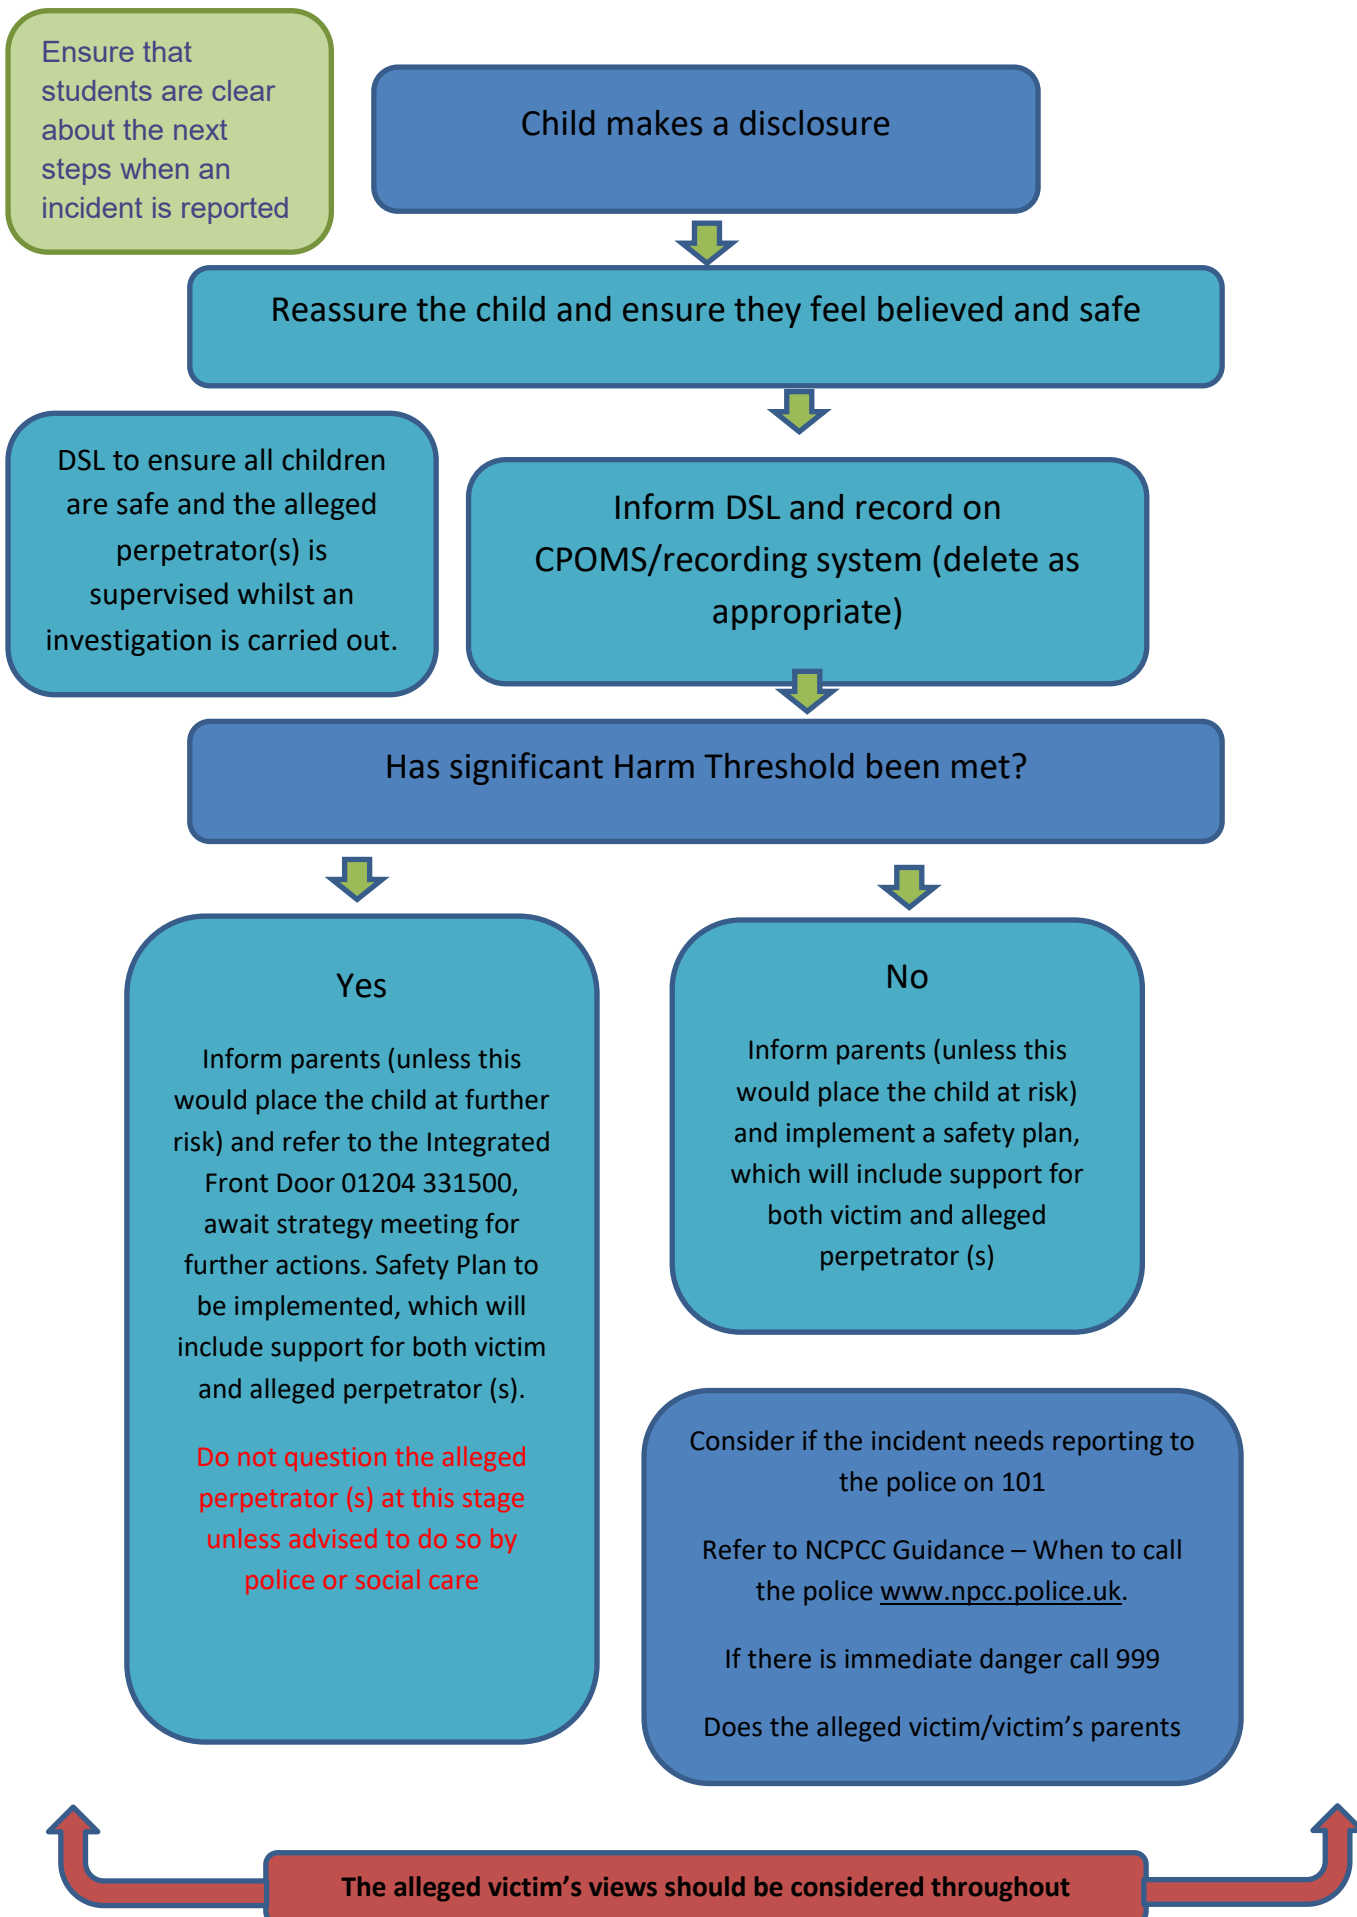 Ensure that
students are clear
about the next
steps when an
incident is reported
Child makes a disclosure
Reassure the child and ensure they feel believed and safe
DSL to ensure all children
are safe and the alleged
perpetrator(s) is
supervised whilst an
investigation is carried out.
Inform DSL and record on
CPOMS/recording system (delete as
appropriate)
Has significant Harm Threshold been met?
Yes
Inform parents (unless this
would place the child at further
risk) and refer to the Integrated
Front Door 01204 331500,
await strategy meeting for
further actions. Safety Plan to
be implemented, which will
include support for both victim
and alleged perpetrator (s).
Do not question the alleged
perpetrator (s) at this stage
unless advised to do so by
police or social care
No
Inform parents (unless this
would place the child at risk)
and implement a safety plan,
which will include support for
both victim and alleged
perpetrator (s)
Consider if the incident needs reporting to
the police on 101
Refer to NCPCC Guidance – When to call
the police www.npcc.police.uk.
If there is immediate danger call 999
Does the alleged victim/victim’s parents
The alleged victim’s views should be considered throughout